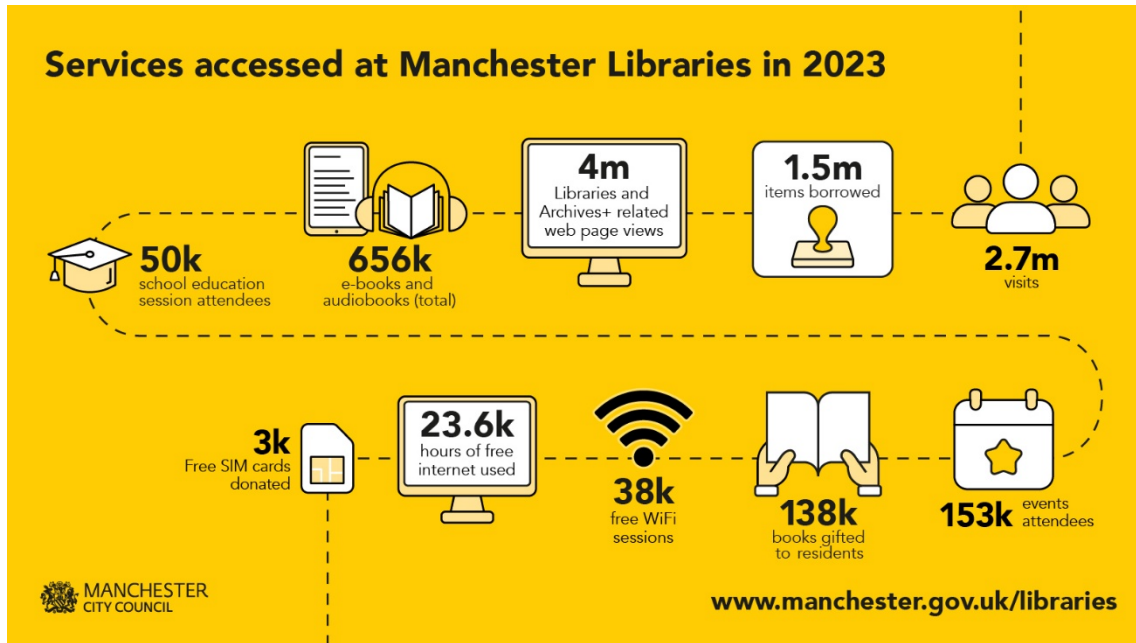 Services accessed at Manchester Libraries in 2023
2.7m
visits
1.5m
items borrowed
4m
Libraries and
Archives+ related
web page views
656k
e-books and
audiobooks (total)
50k
school education
session attendees
153k
events
attendees
138k
books gifted
to residents
38k
free WiFi
sessions
23.6k
hours of free
internet used
3k
Free SIM cards
donated
MANCHESTER
CITY COUNCIL
www.manchester.gov.uk/libraries